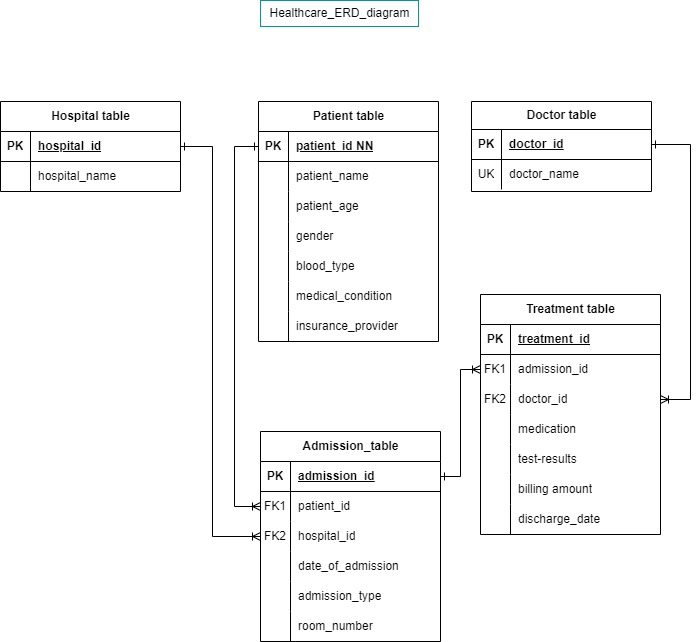 Healthcare_ERD_diagram
Hospital table
PK hospital_id
hospital_name
Patient table
PK patient_id NN
patient_name
patient_age
gender
blood_type
medical_condition
insurance_provider
Doctor table
PK doctor_id
UK doctor_name
Treatment table
PK treatment_id
FK1 admission_id
FK2 doctor_id
medication
test-results
billing amount
discharge_date
Admission_table
PK admission_id
FK1 patient_id
FK2 hospital_id
date_of_admission
admission_type
room_number